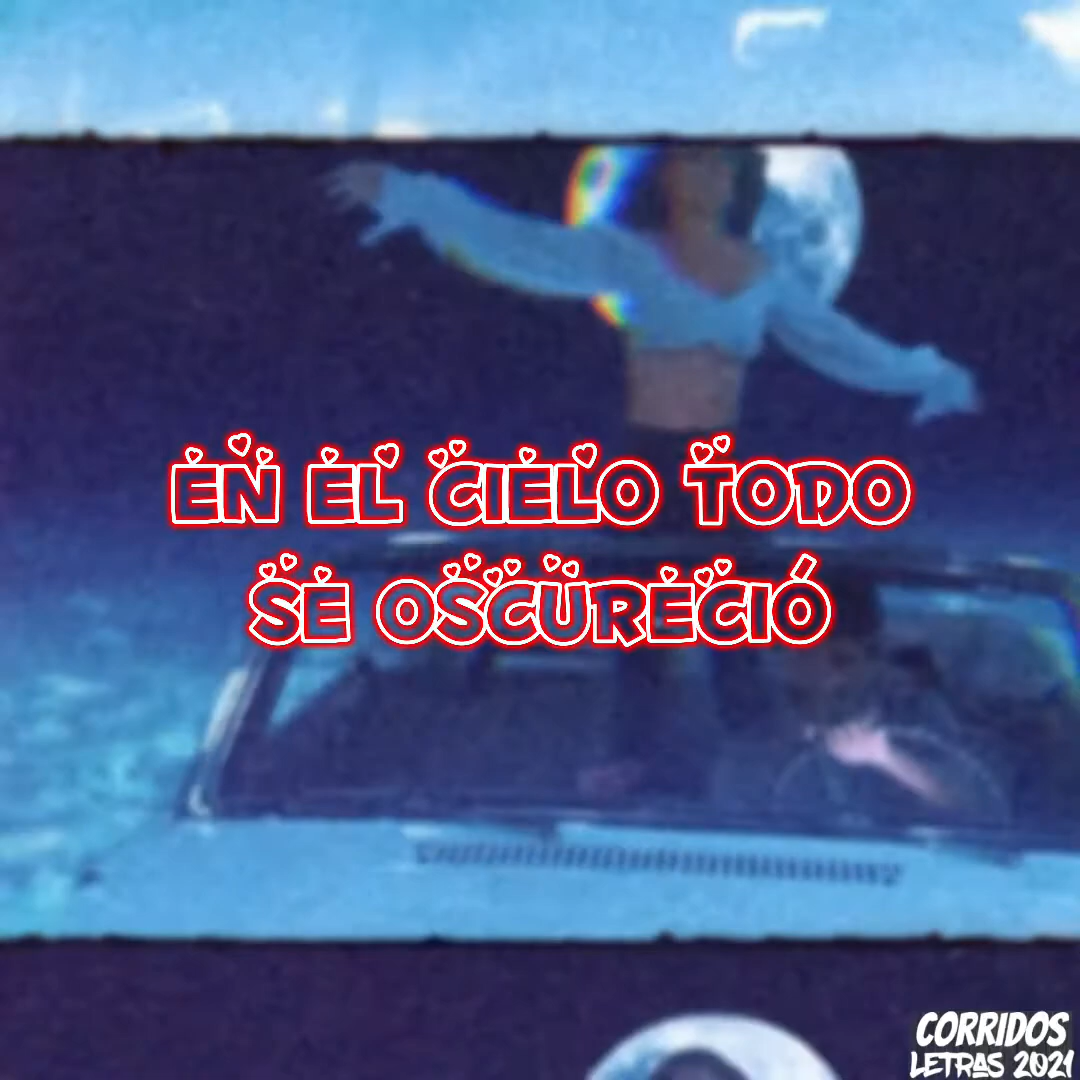 EN EL CIELO TODO
SE OSCURECIÓ
CORRIDOS
LETRAS 2021